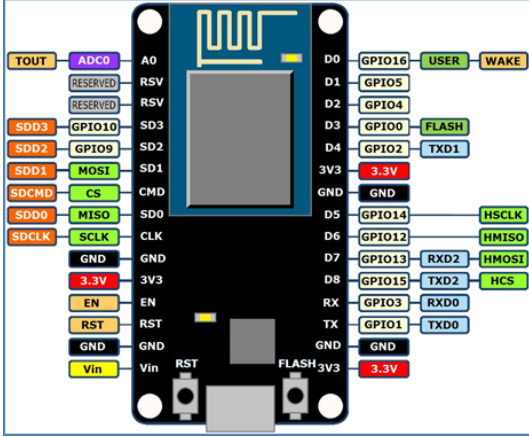 TOUT ADC0 A0 D0 GPIO16 USER WAKE
RESERVED RSV D1 GPIO5
RESERVED RSV D2 GPIO4
SDD3 GPIO10 SD3 D3 GPIO0 FLASH
SDD2 GPIO9 SD2 D4 GPIO2 TXD1
SDD1 MOSI SD1 3V3 3.3V
SDCMD CS CMD GND GND
SDD0 MISO SD0 D5 GPIO14 HSCLK
SDCLK SCLK CLK D6 GPIO12 HMISO
GND GND D7 GPIO13 RXD2 HMOSI
3.3V 3V3 D8 GPIO15 TXD2 HCS
EN EN RX GPIO3 RXD0
RST RST TX GPIO1 TXD0
GND GND GND GND
Vin Vin RST FLASH 3V3 3.3V